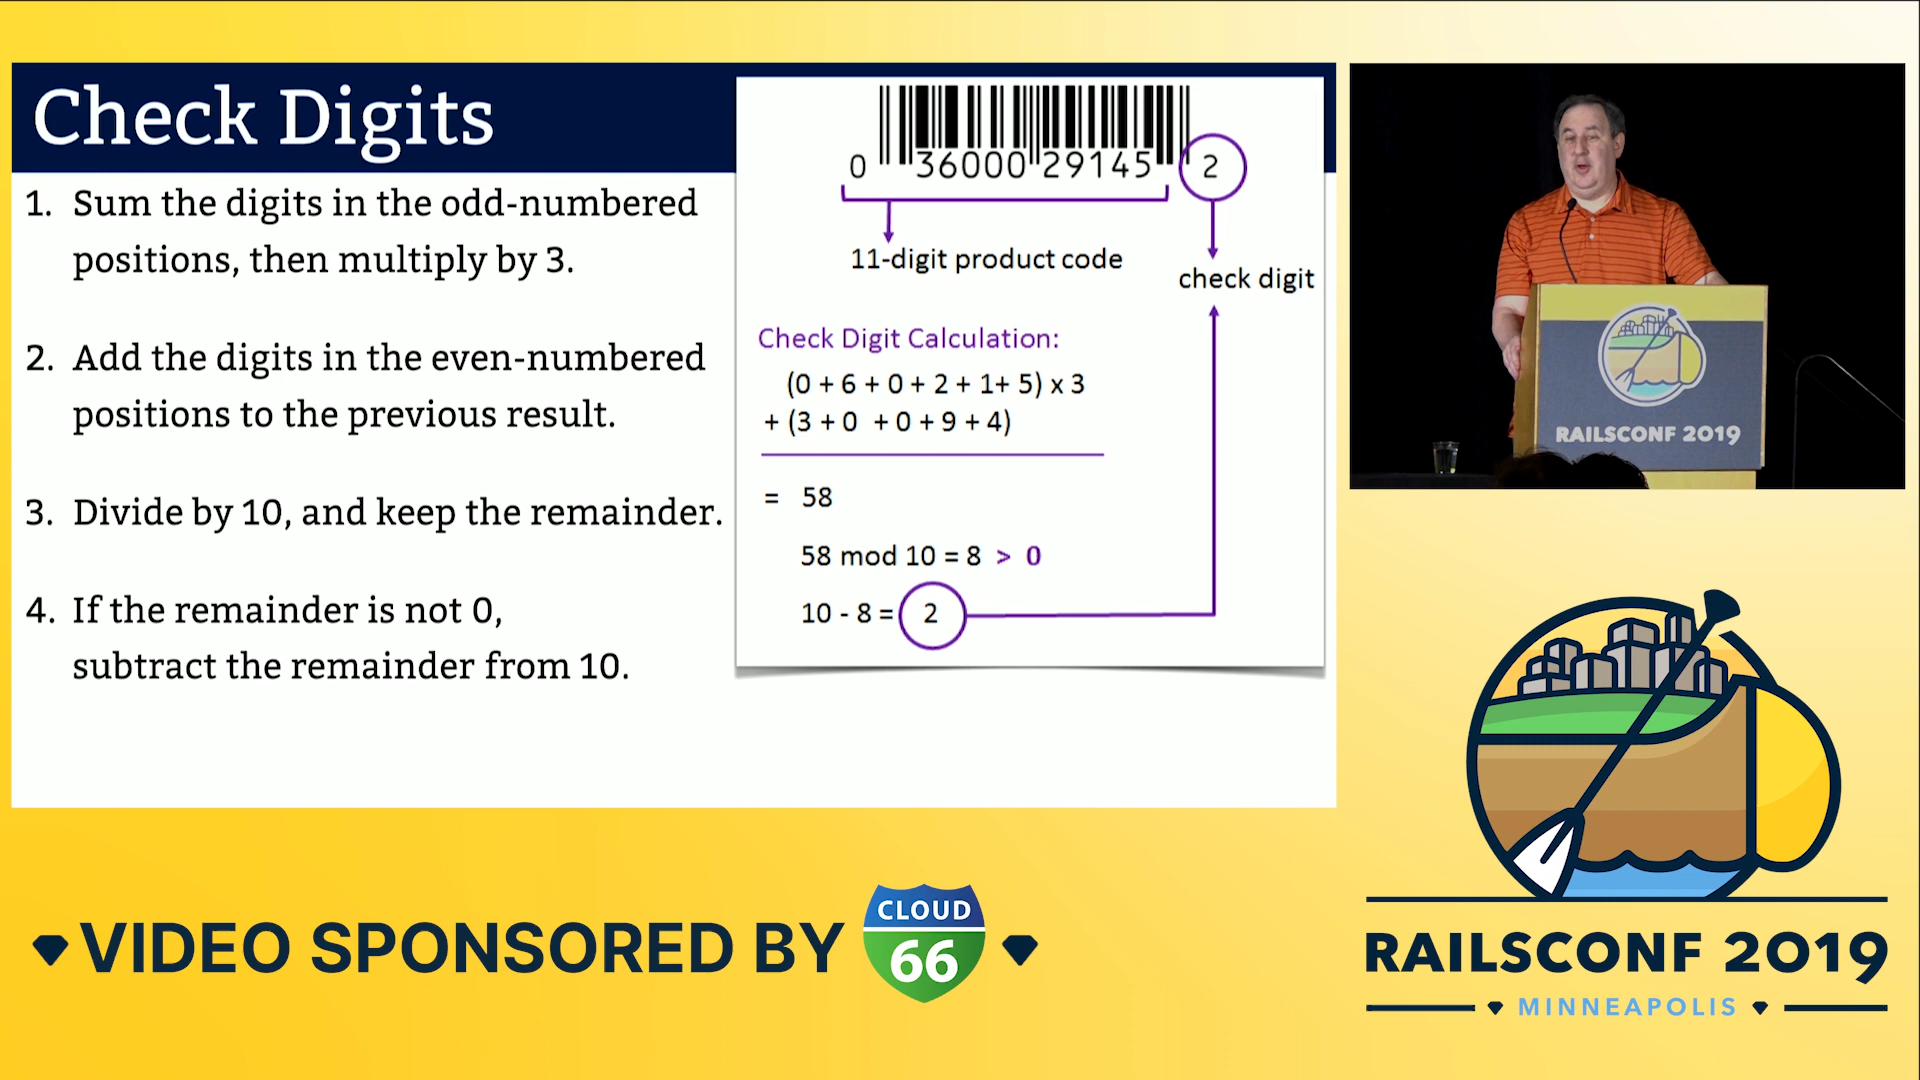 Check Digits
1. Sum the digits in the odd-numbered
positions, then multiply by 3.
2. Add the digits in the even-numbered
positions to the previous result.
3. Divide by 10, and keep the remainder.
4. If the remainder is not 0,
subtract the remainder from 10.
0 36000 29145 2
11-digit product code
check digit
Check Digit Calculation:
(0 + 6 + 0 + 2 + 1+ 5) x 3
+ (3 + 0 + 0 + 9 + 4)
= 58
58 mod 10 = 8 > 0
10 - 8 = 2
RAILSCONF 2019
VIDEO SPONSORED BY
CLOUD
66
RAILSCONF 2019
MINNEAPOLIS